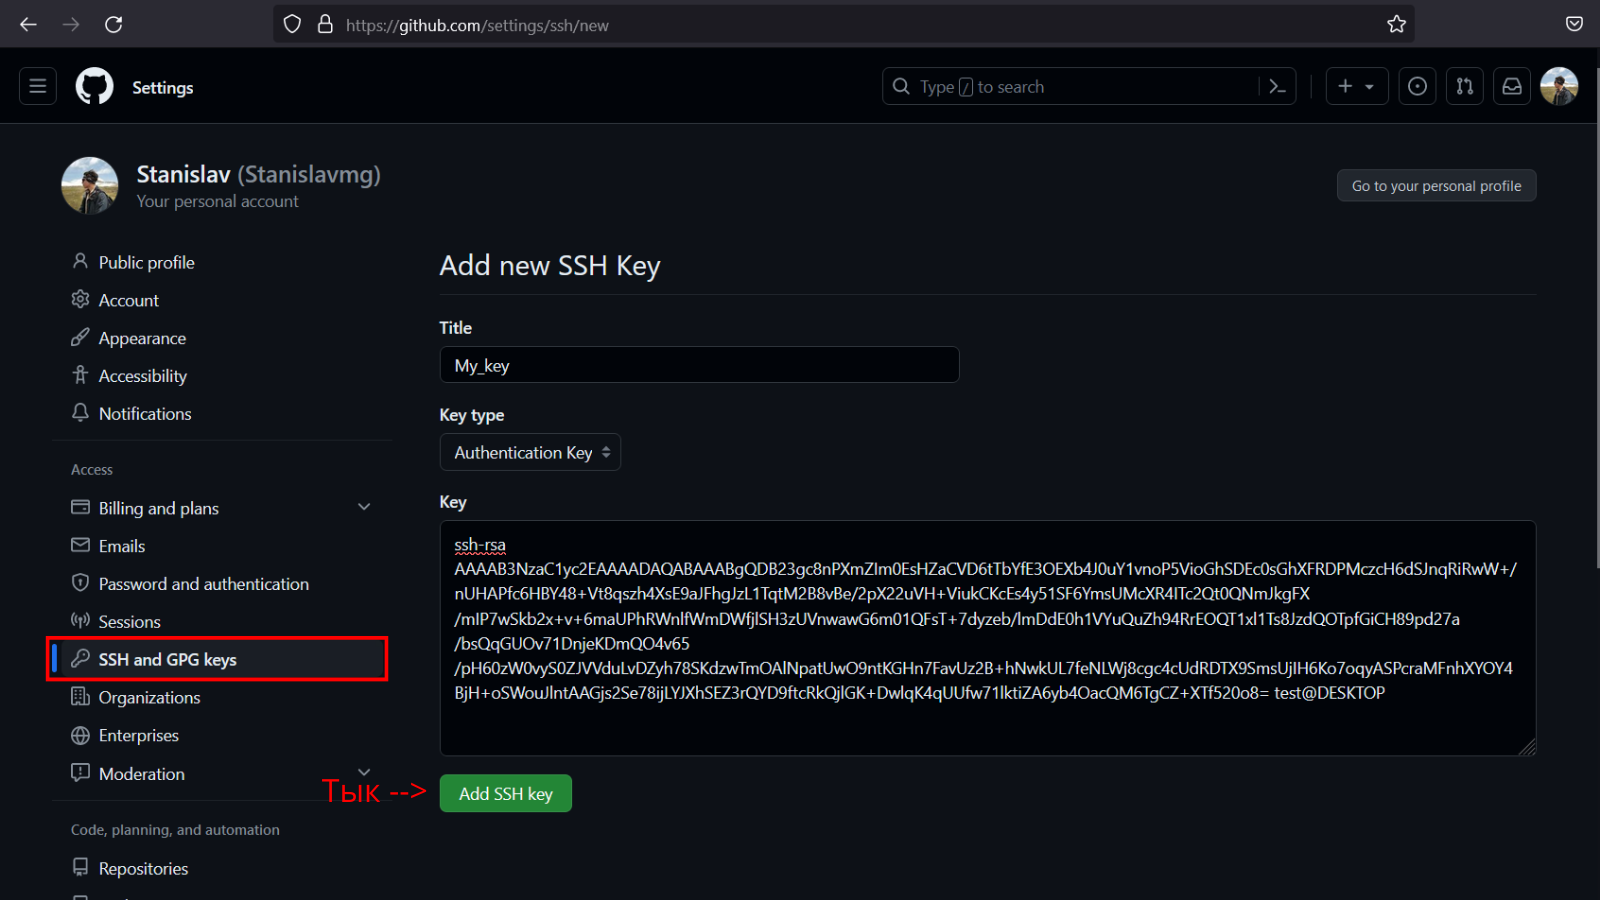 https://github.com/settings/ssh/new
Settings
Type / to search
Stanislav (Stanislavmg)
Your personal account
Go to your personal profile
Public profile
Account
Appearance
Accessibility
Notifications
Access
Billing and plans
Emails
Password and authentication
Sessions
SSH and GPG keys
Organizations
Enterprises
Moderation
Code, planning, and automation
Repositories
Add new SSH Key
Title
My_key
Key type
Authentication Key
Key
ssh-rsa
AAAAB3NzaC1yc2EAAAADAQABAAABgQDB23gc8nPXmZIm0EsHZaCVD6tTbYfE3OEXb4J0uY1vnoP5VioGhSDEc0sGhXFRDPMczcH6dSJnqRiRwW+/
nUHAPfc6HBY48+Vt8qszh4XsE9aJFhgJzL1TqtM2B8vBe/2pX22uVH+ViukCKcEs4y51SF6YmsUMcXR4ITc2Qt0QNmJkgFX
/mIP7wSkb2x+v+6maUPhRWnlfWmDWfjlSH3zUVnwawG6m01QFsT+7dyzeb/lmDdE0h1VYuQuZh94RrEOQT1xl1Ts8JzdQOTpfGiCH89pd27a
/bsQqGUOv71DnjeKDmQO4v65
/pH60zW0vyS0ZJVVduLvDZyh78SKdzwTmOAlNpatUwO9ntKGHn7FavUz2B+hNwkUL7feNLWj8cgc4cUdRDTX9SmsUjIH6Ko7oqyASPcraMFnhXYOY4
BjH+oSWouJlntAAGjs2Se78ijLYJXhSEZ3rQYD9ftcRkQjlGK+DwlqK4qUUfw71lktiZA6yb4OacQM6TgCZ+XTf520o8= test@DESKTOP
Тык -->
Add SSH key